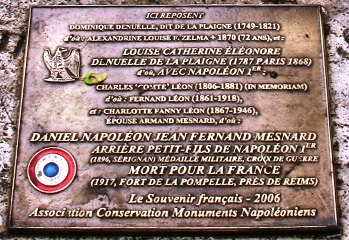 ICI REPOSENT
DOMINIQUE DENUELLE, DIT DE LA PLAIGNE (1749-1821)
d'où, ALEXANDRINE LOUISE F. ZELMA + 1870 (72 ANS), et :
LOUISE CATHERINE ÉLÉONORE
DENUELLE DE LA PLAIGNE (1787 PARIS 1868)
d'où, AVEC NAPOLÉON 1ER :
CHARLES 'COMTE' LÉON (1806-1881) (IN MEMORIAM)
d'où : FERNAND LÉON (1861-1918),
et : CHARLOTTE FANNY LÉON (1867-1946),
ÉPOUSE ARMAND MESNARD, d'où :
DANIEL NAPOLÉON JEAN FERNAND MESNARD
ARRIÈRE PETIT-FILS DE NAPOLÉON 1ER
(1896, SÉRIGNAN) MÉDAILLE MILITAIRE, CROIX DE GUERRE
MORT POUR LA FRANCE
(1917, FORT DE LA POMPELLE, PRÈS DE REIMS)
Le Souvenir français - 2006
Association Conservation Monuments Napoléoniens